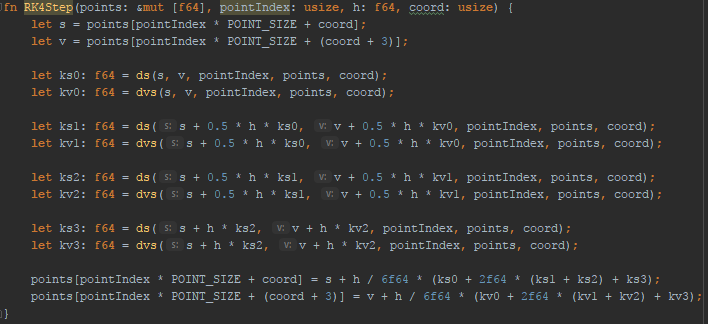 fn RK4Step(points: &mut [f64], pointIndex: usize, h: f64, coord: usize) {
let s = points[pointIndex * POINT_SIZE + coord];
let v = points[pointIndex * POINT_SIZE + (coord + 3)];
let ks0: f64 = ds(s, v, pointIndex, points, coord);
let kv0: f64 = dvs(s, v, pointIndex, points, coord);
let ks1: f64 = ds( s: s + 0.5 * h * ks0, v: v + 0.5 * h * kv0, pointIndex, points, coord);
let kv1: f64 = dvs( s: s + 0.5 * h * ks0, v: v + 0.5 * h * kv0, pointIndex, points, coord);
let ks2: f64 = ds( s: s + 0.5 * h * ks1, v: v + 0.5 * h * kv1, pointIndex, points, coord);
let kv2: f64 = dvs( s: s + 0.5 * h * ks1, v: v + 0.5 * h * kv1, pointIndex, points, coord);
let ks3: f64 = ds( s: s + h * ks2, v: v + h * kv2, pointIndex, points, coord);
let kv3: f64 = dvs( s: s + h * ks2, v: v + h * kv2, pointIndex, points, coord);
points[pointIndex * POINT_SIZE + coord] = s + h / 6f64 * (ks0 + 2f64 * (ks1 + ks2) + ks3);
points[pointIndex * POINT_SIZE + (coord + 3)] = v + h / 6f64 * (kv0 + 2f64 * (kv1 + kv2) + kv3);
}